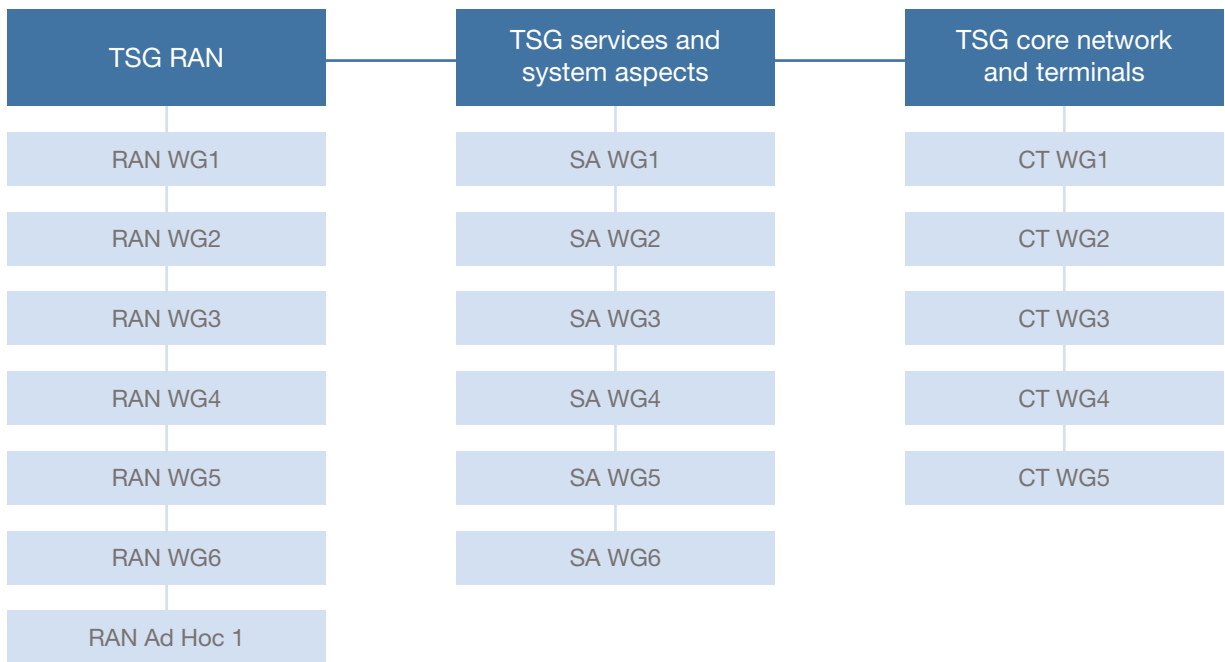 TSG RAN
RAN WG1
RAN WG2
RAN WG3
RAN WG4
RAN WG5
RAN WG6
RAN Ad Hoc 1
TSG services and
system aspects
SA WG1
SA WG2
SA WG3
SA WG4
SA WG5
SA WG6
TSG core network
and terminals
CT WG1
CT WG2
CT WG3
CT WG4
CT WG5